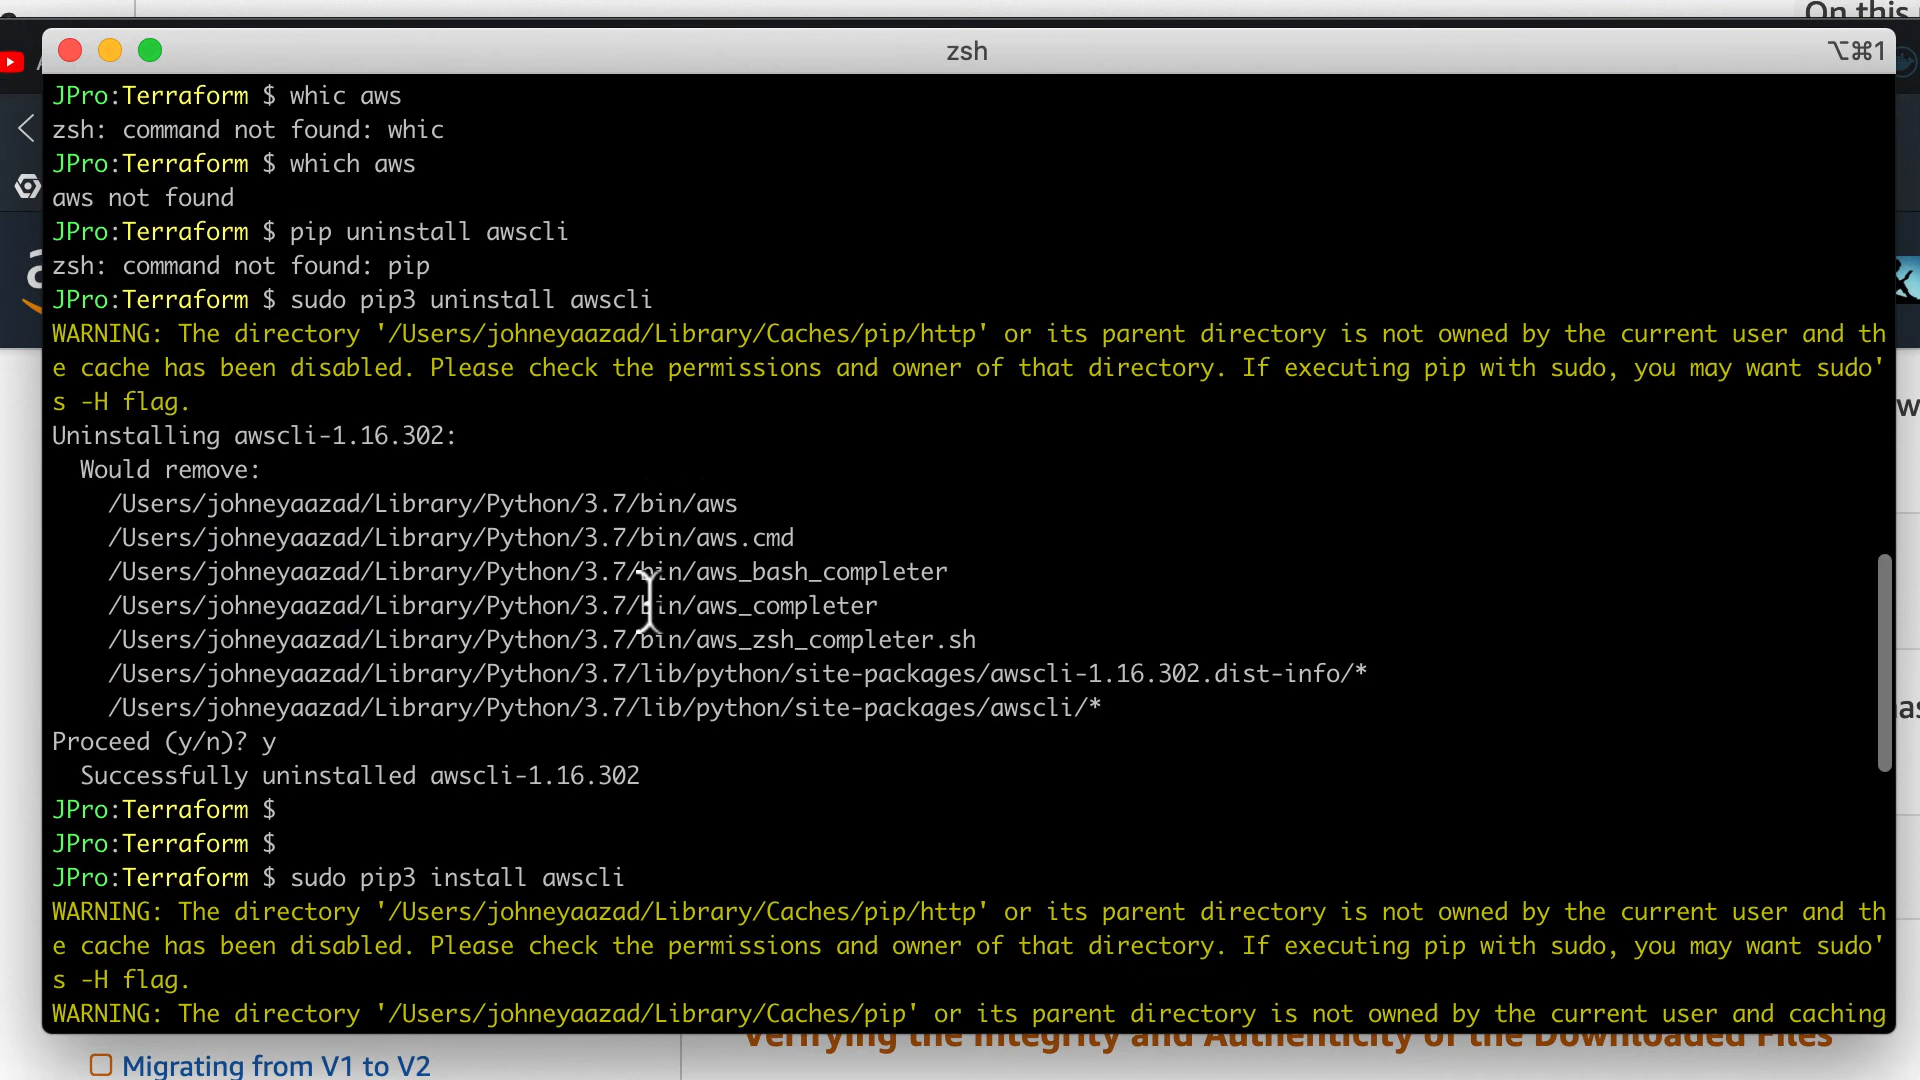 On this
zsh
⌥⌘1
JPro:Terraform $ whic aws
zsh: command not found: whic
JPro:Terraform $ which aws
aws not found
JPro:Terraform $ pip uninstall awscli
zsh: command not found: pip
JPro:Terraform $ sudo pip3 uninstall awscli
WARNING: The directory '/Users/johneyaazad/Library/Caches/pip/http' or its parent directory is not owned by the current user and th
e cache has been disabled. Please check the permissions and owner of that directory. If executing pip with sudo, you may want sudo'
s -H flag.
Uninstalling awscli-1.16.302:
Would remove:
/Users/johneyaazad/Library/Python/3.7/bin/aws
/Users/johneyaazad/Library/Python/3.7/bin/aws.cmd
/Users/johneyaazad/Library/Python/3.7/bin/aws_bash_completer
/Users/johneyaazad/Library/Python/3.7/bin/aws_completer
/Users/johneyaazad/Library/Python/3.7/bin/aws_zsh_completer.sh
/Users/johneyaazad/Library/Python/3.7/lib/python/site-packages/awscli-1.16.302.dist-info/*
/Users/johneyaazad/Library/Python/3.7/lib/python/site-packages/awscli/*
Proceed (y/n)? y
Successfully uninstalled awscli-1.16.302
JPro:Terraform $
JPro:Terraform $
JPro:Terraform $ sudo pip3 install awscli
WARNING: The directory '/Users/johneyaazad/Library/Caches/pip/http' or its parent directory is not owned by the current user and th
e cache has been disabled. Please check the permissions and owner of that directory. If executing pip with sudo, you may want sudo'
s -H flag.
WARNING: The directory '/Users/johneyaazad/Library/Caches/pip' or its parent directory is not owned by the current user and caching
Verifying the Integrity and Authenticity of the Downloaded Files
Migrating from V1 to V2